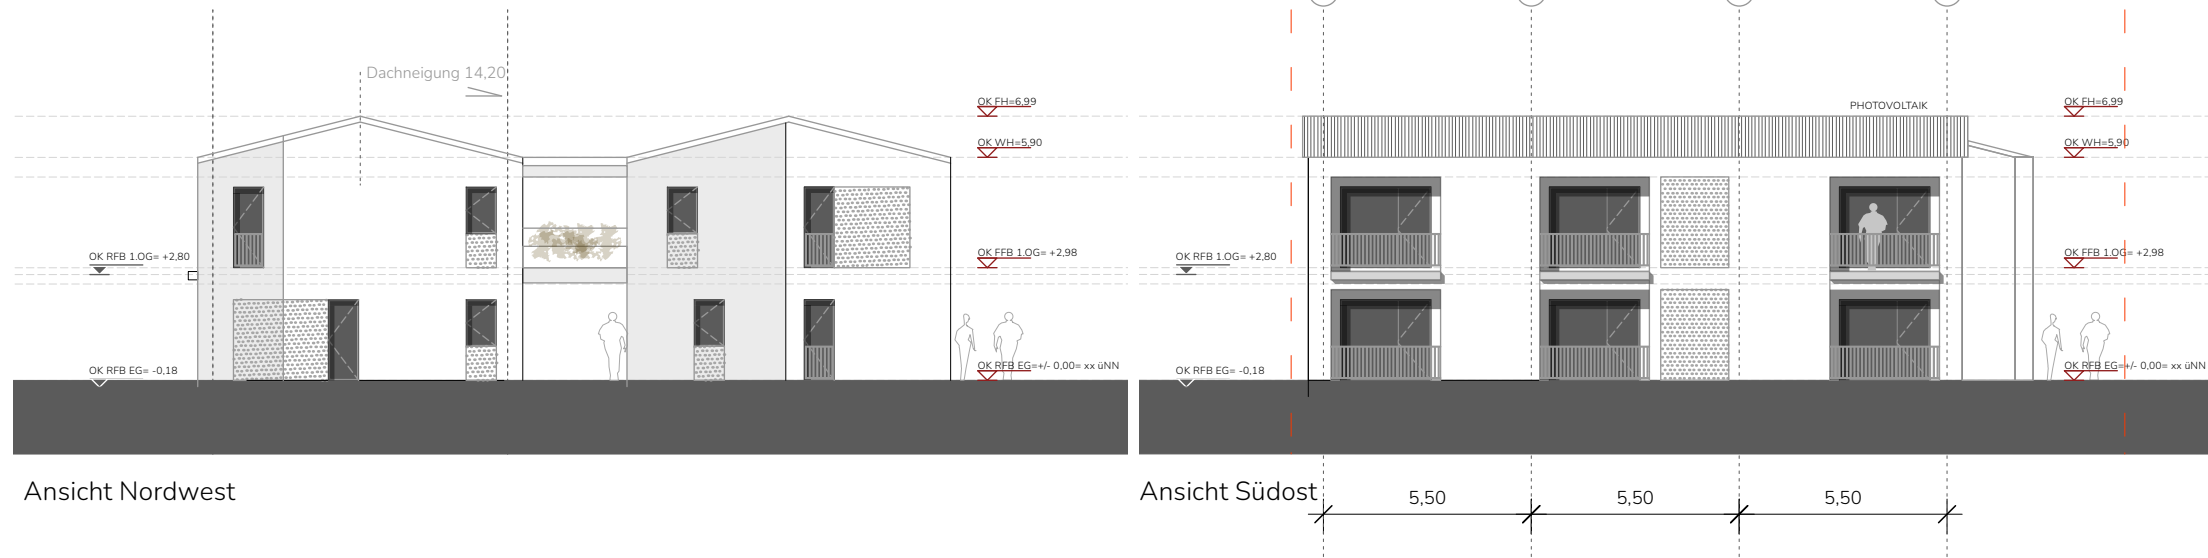 Dachneigung 14,20
OK FH=6,99
OK WH=5,90
OK RFB 1.OG= +2,80
OK FFB 1.OG= +2,98
OK RFB EG= -0,18
OK RFB EG=+/- 0,00= xx üNN
Ansicht Nordwest
PHOTOVOLTAIK
OK FH=6,99
OK WH=5,90
OK RFB 1.OG= +2,80
OK FFB 1.OG= +2,98
OK RFB EG= -0,18
OK RFB EG=+/- 0,00= xx üNN
Ansicht Südost
5,50
5,50
5,50